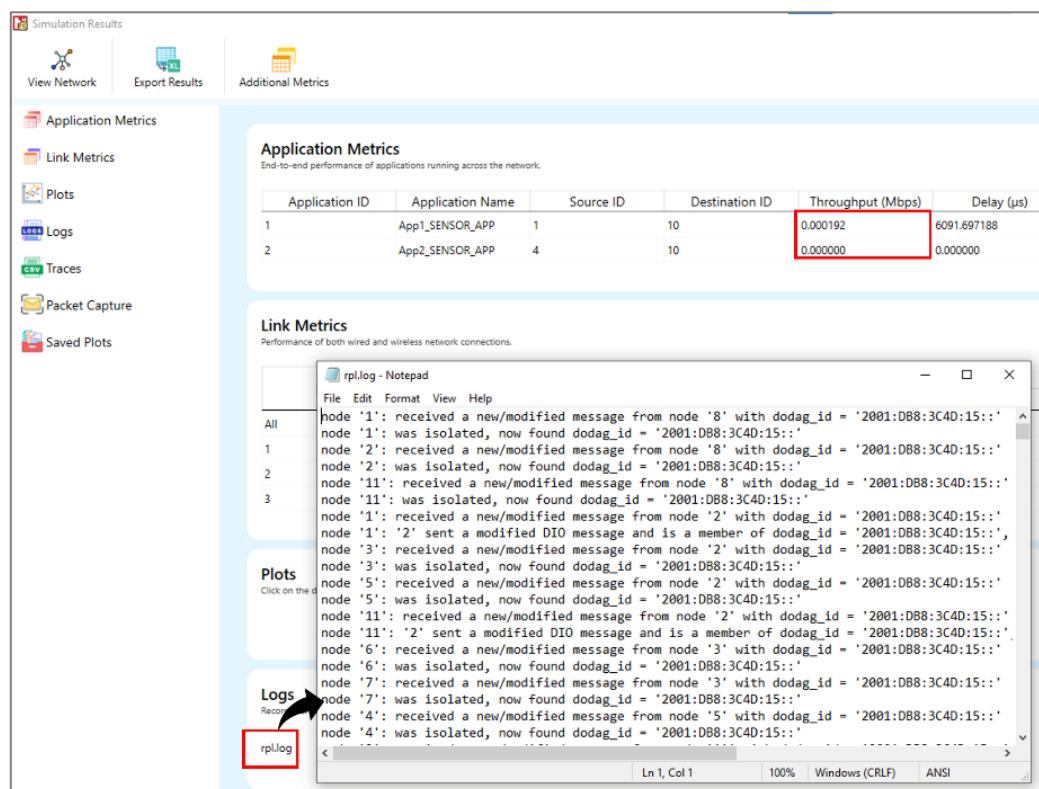 Simulation Results
View Network
Export Results
Additional Metrics
Application Metrics
Link Metrics
Plots
Logs
Traces
Packet Capture
Saved Plots
Application Metrics
End-to-end performance of applications running across the network.
Application ID Application Name Source ID Destination ID Throughput (Mbps) Delay (µs)
1 App1_SENSOR_APP 1 10 0.000192 6091.697188
2 App2_SENSOR_APP 4 10 0.000000 0.000000
Link Metrics
Performance of both wired and wireless network connections.
All
1
2
3
Plots
Click on the d
Logs
Recor
rpl.log
rpl.log - Notepad
File Edit Format View Help
node '1': received a new/modified message from node '8' with dodag_id = '2001:DB8:3C4D:15::'
node '1': was isolated, now found dodag_id = '2001:DB8:3C4D:15::'
node '2': received a new/modified message from node '8' with dodag_id = '2001:DB8:3C4D:15::'
node '2': was isolated, now found dodag_id = '2001:DB8:3C4D:15::'
node '11': received a new/modified message from node '8' with dodag_id = '2001:DB8:3C4D:15::'
node '11': was isolated, now found dodag_id = '2001:DB8:3C4D:15::'
node '1': received a new/modified message from node '2' with dodag_id = '2001:DB8:3C4D:15::'
node '1': '2' sent a modified DIO message and is a member of dodag_id = '2001:DB8:3C4D:15::',
node '3': received a new/modified message from node '2' with dodag_id = '2001:DB8:3C4D:15::'
node '3': was isolated, now found dodag_id = '2001:DB8:3C4D:15::'
node '5': received a new/modified message from node '2' with dodag_id = '2001:DB8:3C4D:15::'
node '5': was isolated, now found dodag_id = '2001:DB8:3C4D:15::'
node '11': received a new/modified message from node '2' with dodag_id = '2001:DB8:3C4D:15::'
node '11': '2' sent a modified DIO message and is a member of dodag_id = '2001:DB8:3C4D:15::'
node '6': received a new/modified message from node '3' with dodag_id = '2001:DB8:3C4D:15::'
node '6': was isolated, now found dodag_id = '2001:DB8:3C4D:15::'
node '7': received a new/modified message from node '3' with dodag_id = '2001:DB8:3C4D:15::'
node '7': was isolated, now found dodag_id = '2001:DB8:3C4D:15::'
node '4': received a new/modified message from node '5' with dodag_id = '2001:DB8:3C4D:15::'
node '4': was isolated, now found dodag_id = '2001:DB8:3C4D:15::'
Ln 1, Col 1 100% Windows (CRLF) ANSI